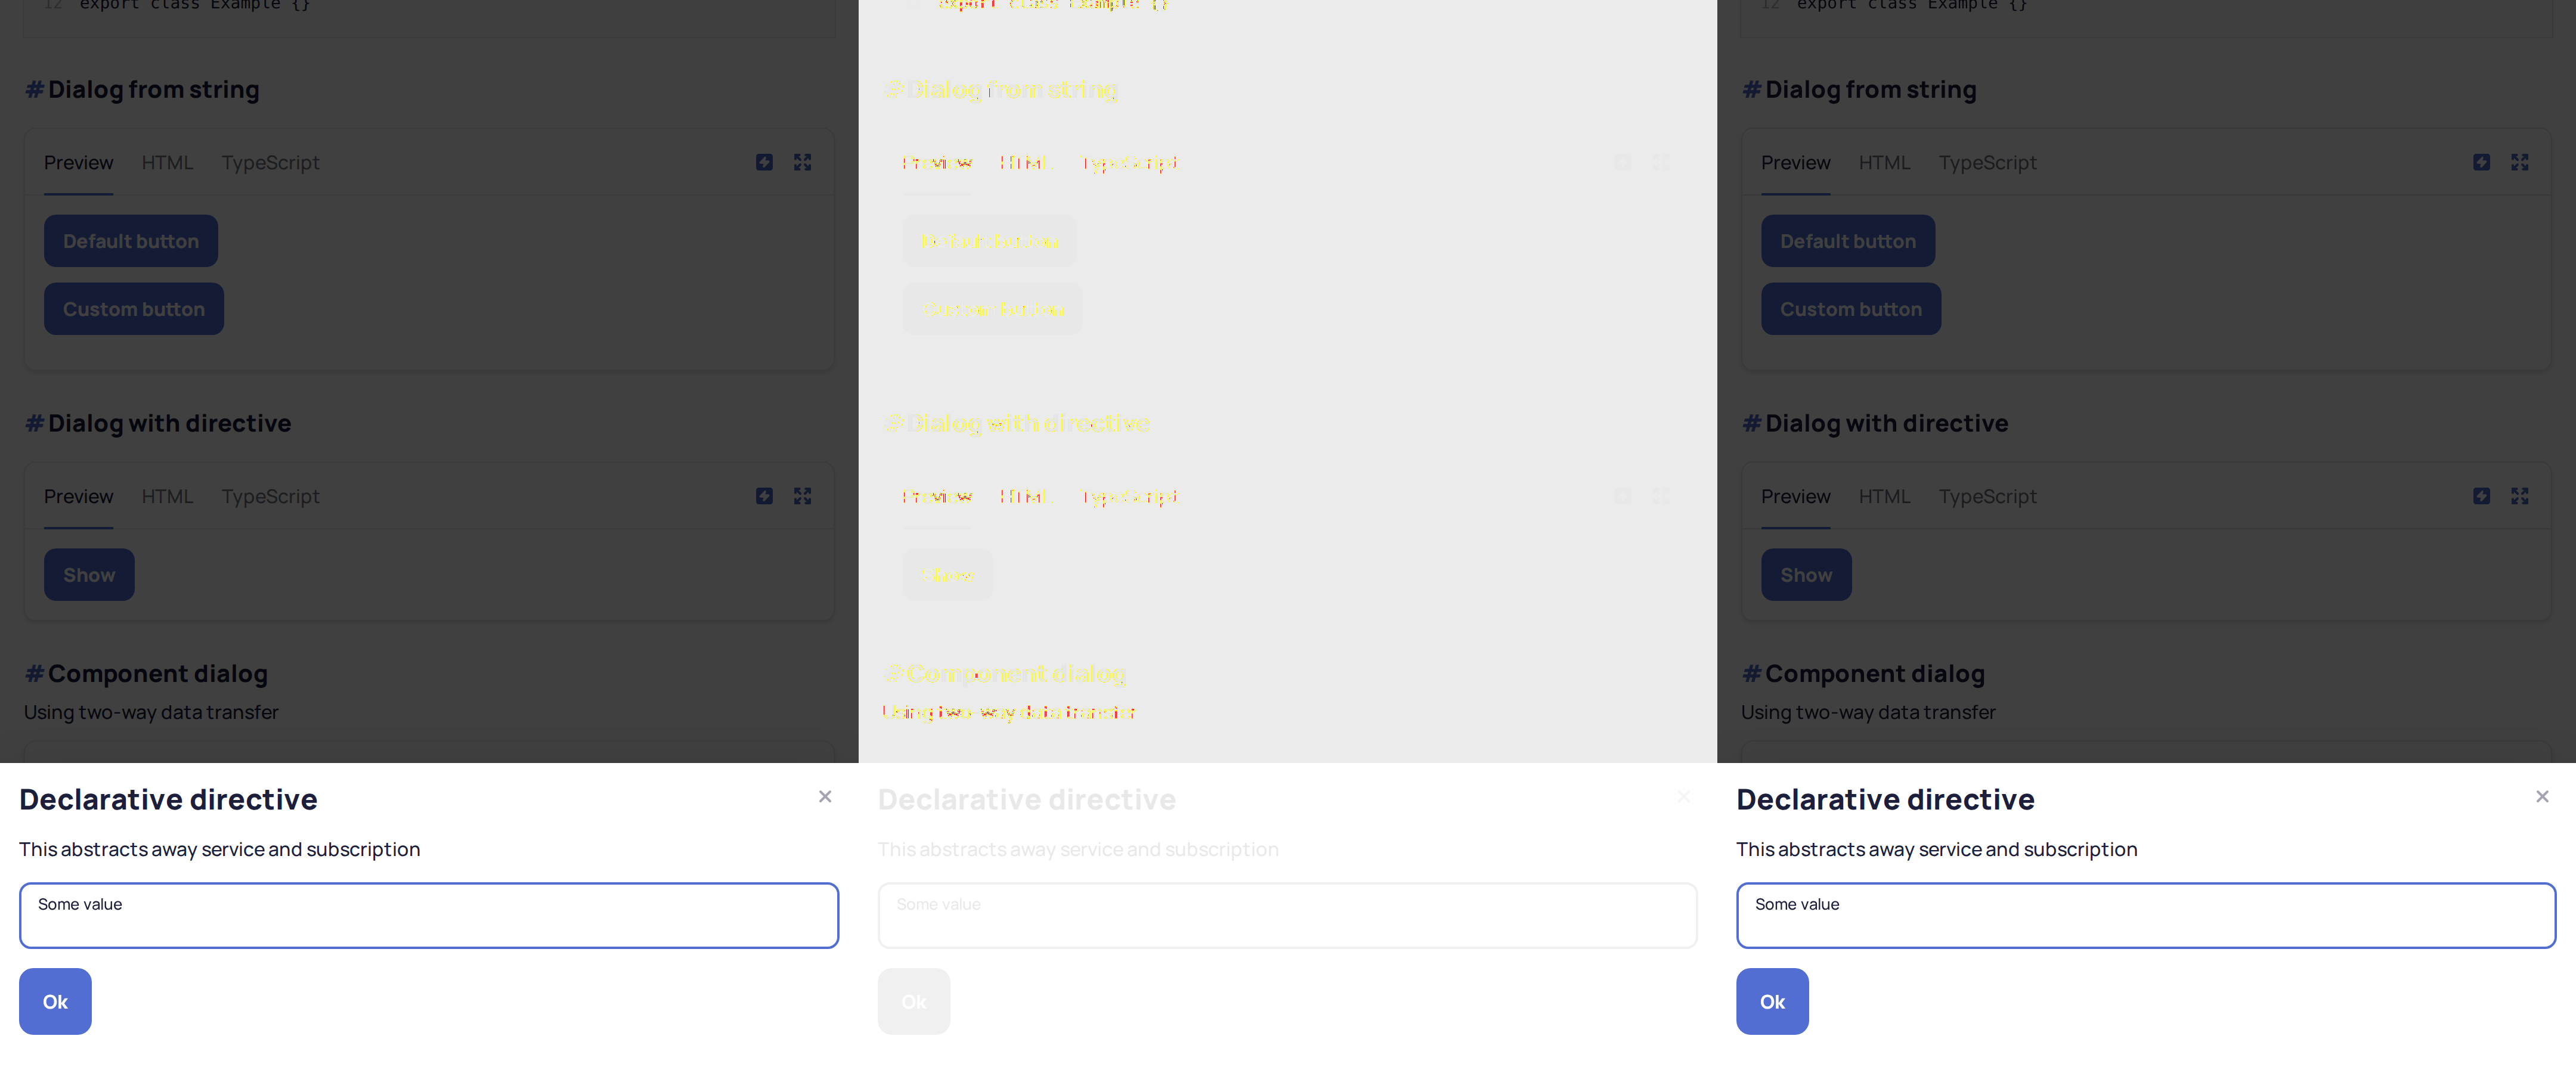 12 export class Example {}
# Dialog from string
Preview HTML TypeScript
Default button
Custom button
# Dialog with directive
Preview HTML TypeScript
Show
# Component dialog
Using two-way data transfer
Declarative directive
This abstracts away service and subscription
Some value
Ok
export class Example {}
# Dialog from string
Preview HTML TypeScript
Default button
Custom button
# Dialog with directive
Preview HTML TypeScript
Show
# Component dialog
Using two-way data transfer
Declarative directive
This abstracts away service and subscription
Some value
Ok
12 export class Example {}
# Dialog from string
Preview HTML TypeScript
Default button
Custom button
# Dialog with directive
Preview HTML TypeScript
Show
# Component dialog
Using two-way data transfer
Declarative directive
This abstracts away service and subscription
Some value
Ok